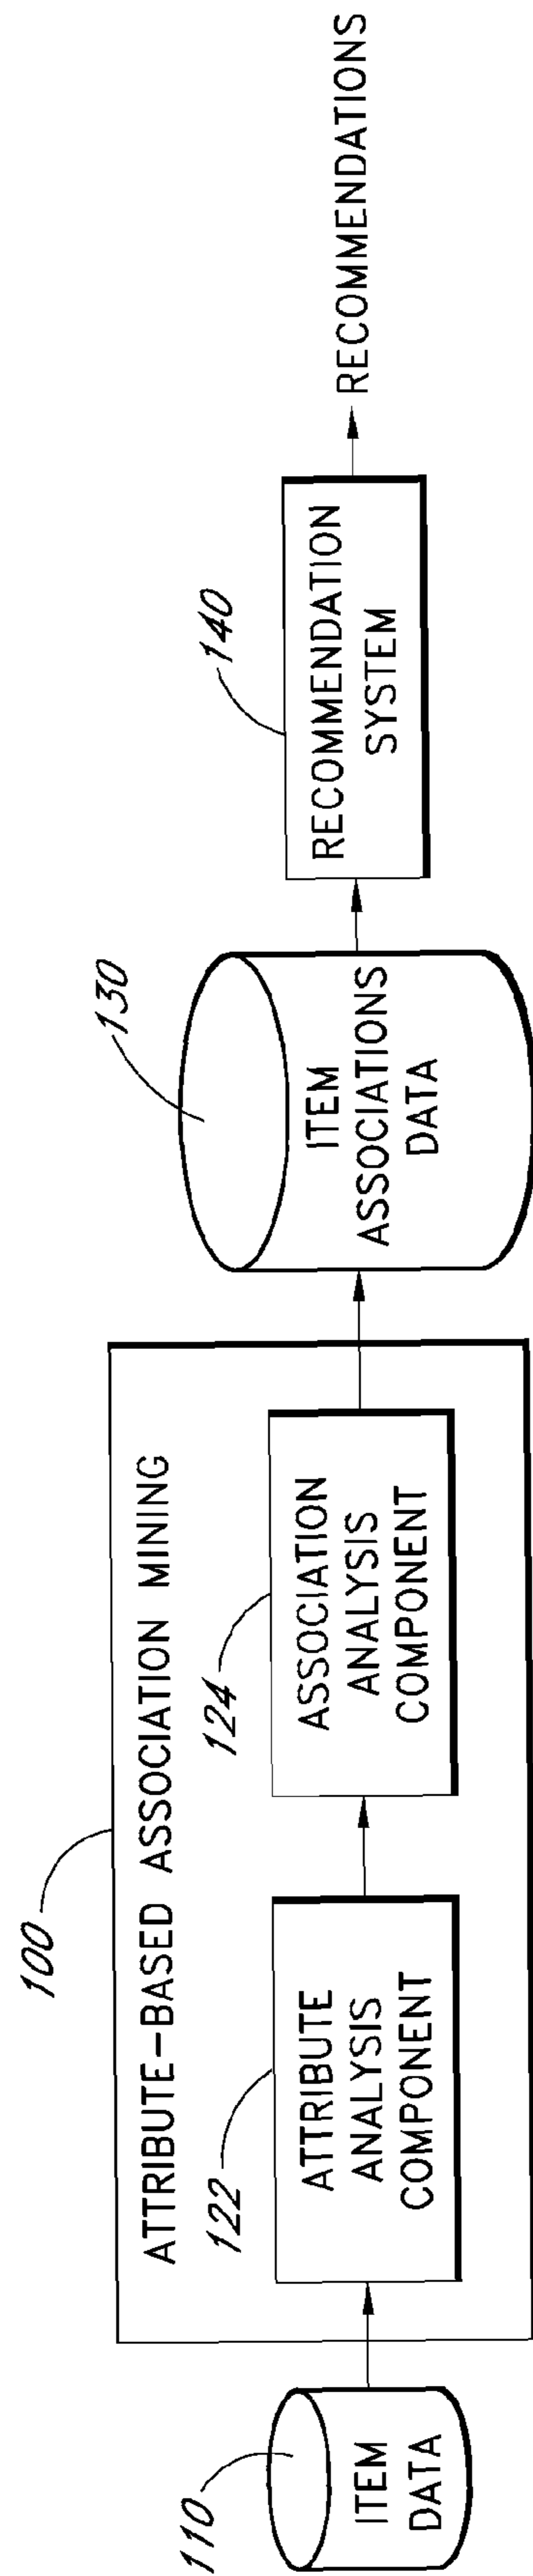 110
ITEM
DATA
100
ATTRIBUTE-BASED ASSOCIATION MINING
122
ATTRIBUTE
ANALYSIS
COMPONENT
124
ASSOCIATION
ANALYSIS
COMPONENT
130
ITEM
ASSOCIATIONS
DATA
140
RECOMMENDATION
SYSTEM
RECOMMENDATIONS